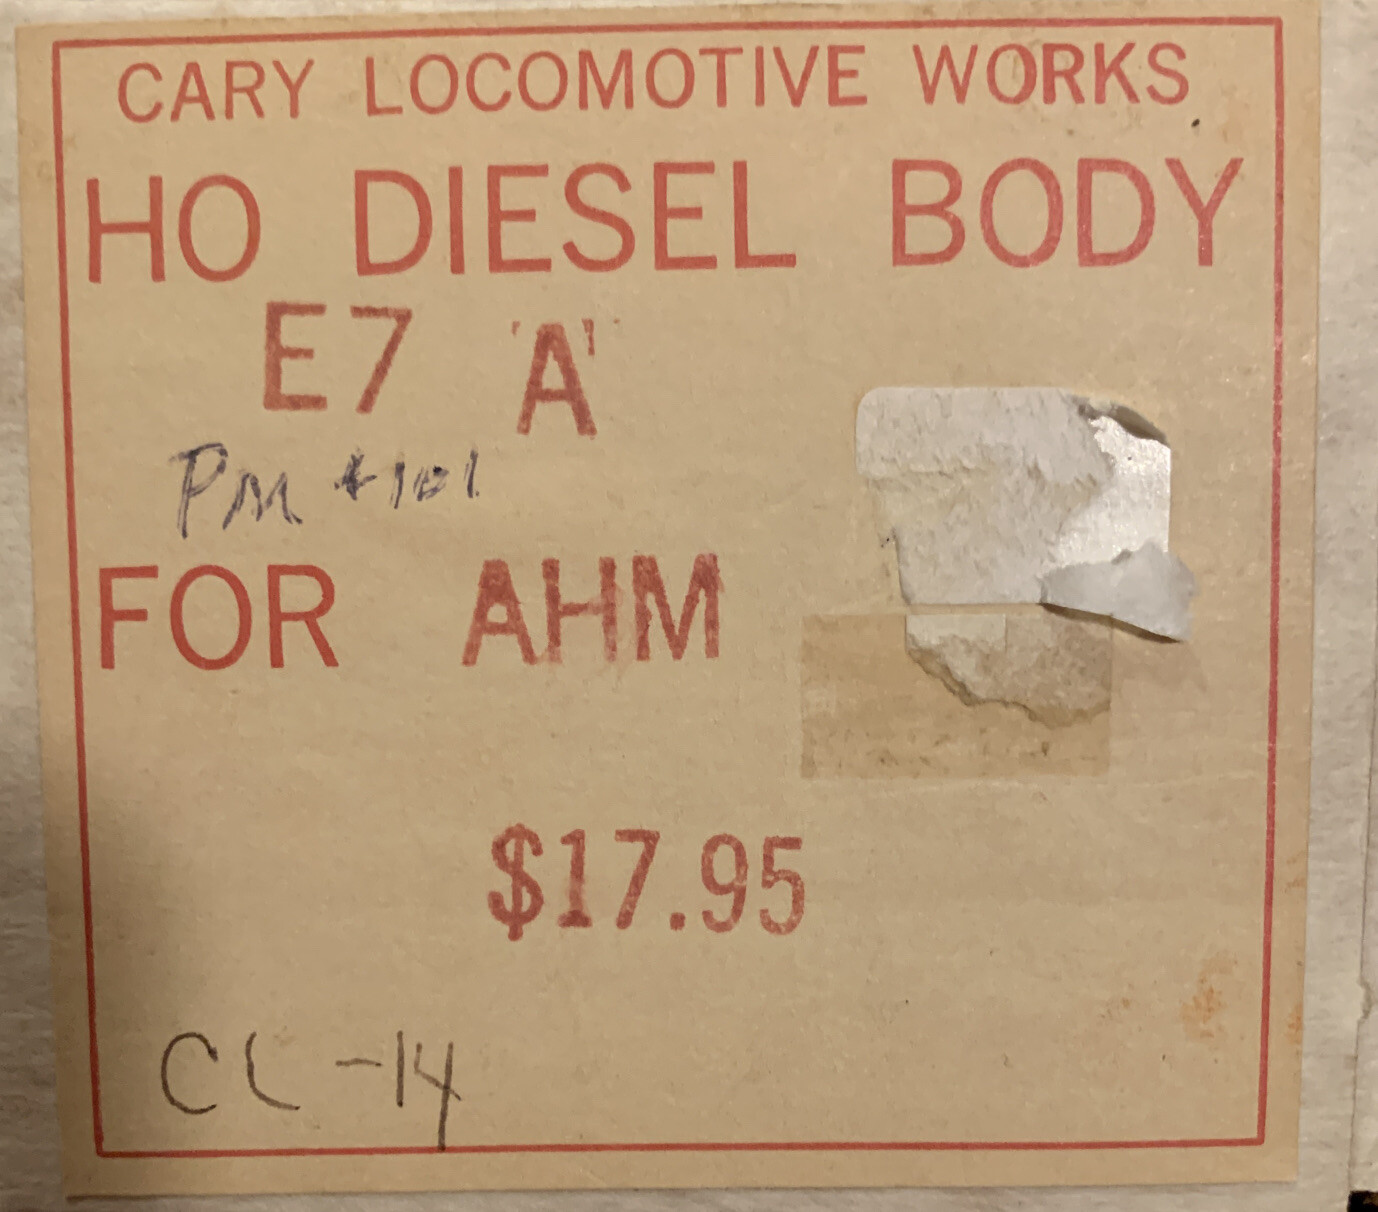 CARY LOCOMOTIVE WORKS
HO DIESEL BODY
E7 "A"
PM #101
FOR AHM
$17.95
CL-14